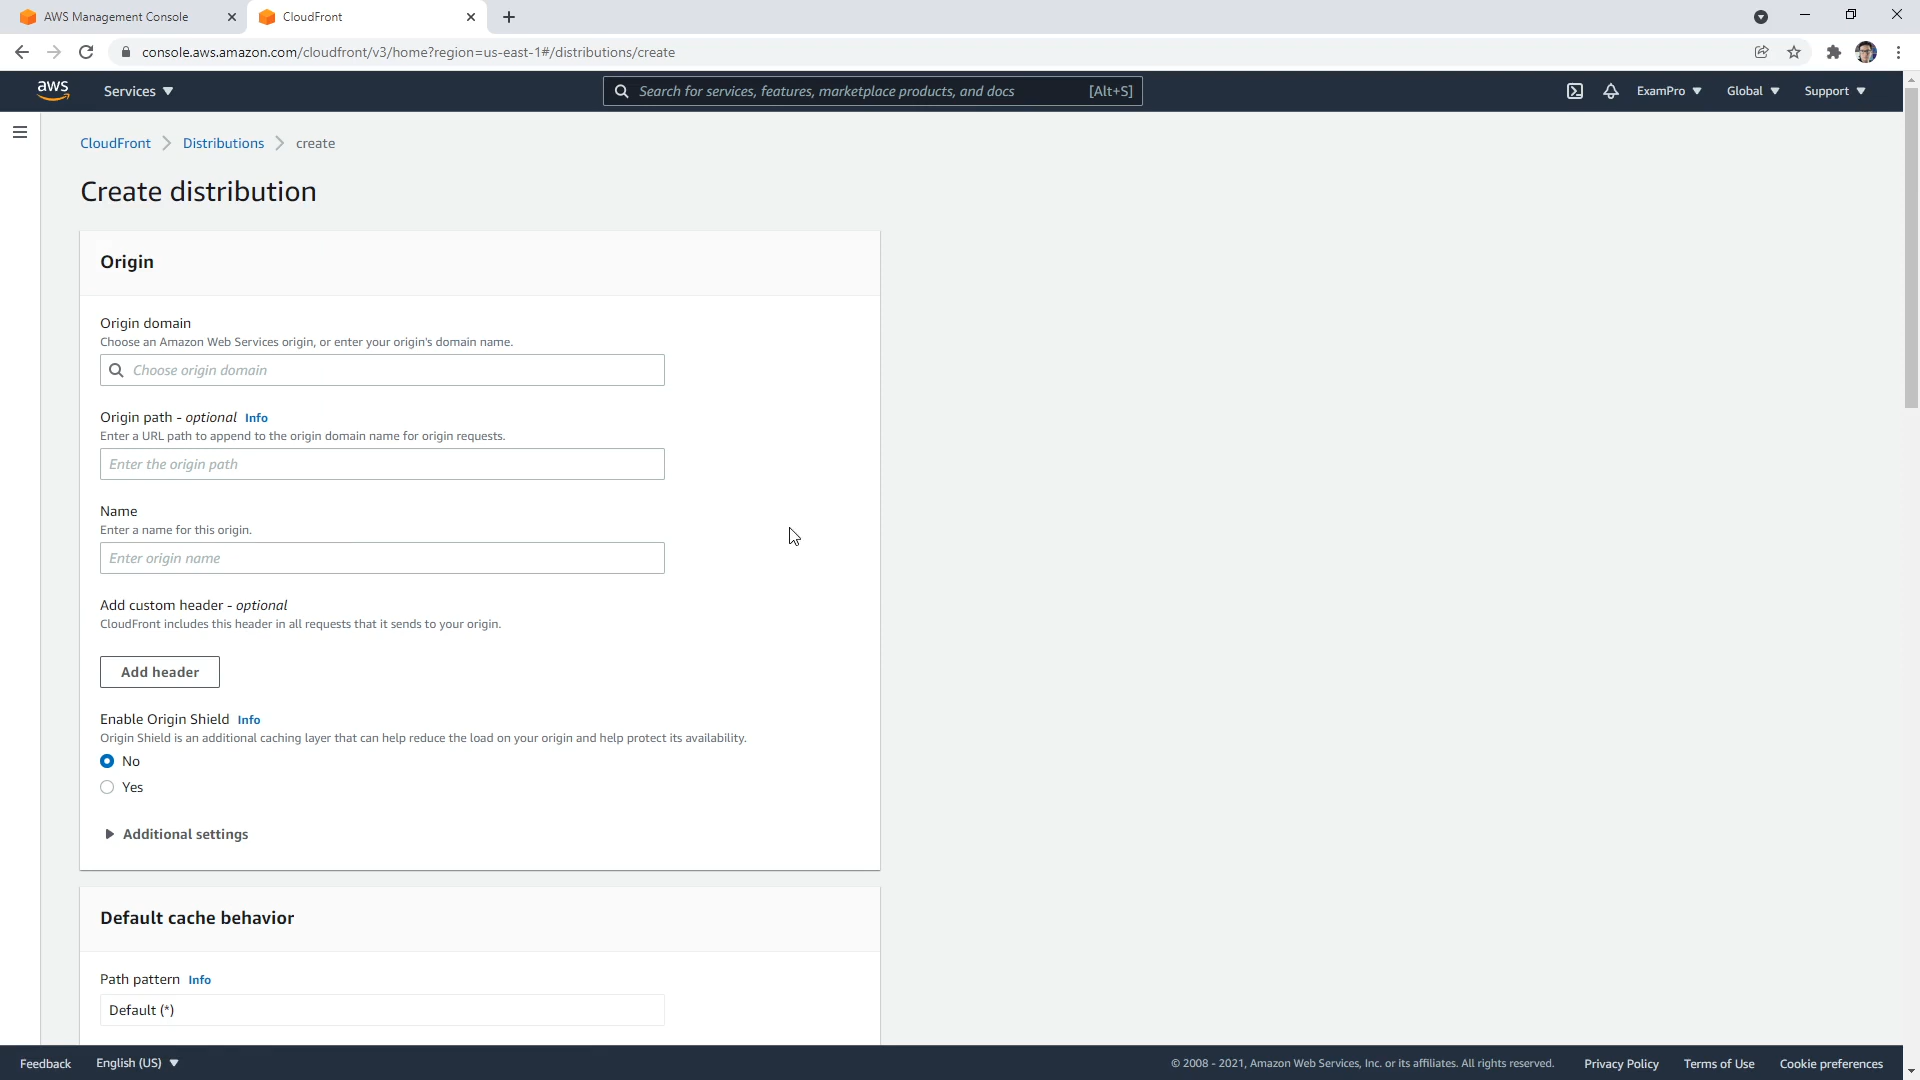 AWS Management Console
CloudFront
console.aws.amazon.com/cloudfront/v3/home?region=us-east-1#/distributions/create
aws
Services
Search for services, features, marketplace products, and docs [Alt+S]
ExamPro
Global
Support
CloudFront
Distributions
create
Create distribution
Origin
Origin domain
Choose an Amazon Web Services origin, or enter your origin's domain name.
Choose origin domain
Origin path - optional Info
Enter a URL path to append to the origin domain name for origin requests.
Enter the origin path
Name
Enter a name for this origin.
Enter origin name
Add custom header - optional
CloudFront includes this header in all requests that it sends to your origin.
Add header
Enable Origin Shield Info
Origin Shield is an additional caching layer that can help reduce the load on your origin and help protect its availability.
No
Yes
Additional settings
Default cache behavior
Path pattern Info
Default (*)
Feedback
English (US)
© 2008 - 2021, Amazon Web Services, Inc. or its affiliates. All rights reserved.
Privacy Policy
Terms of Use
Cookie preferences